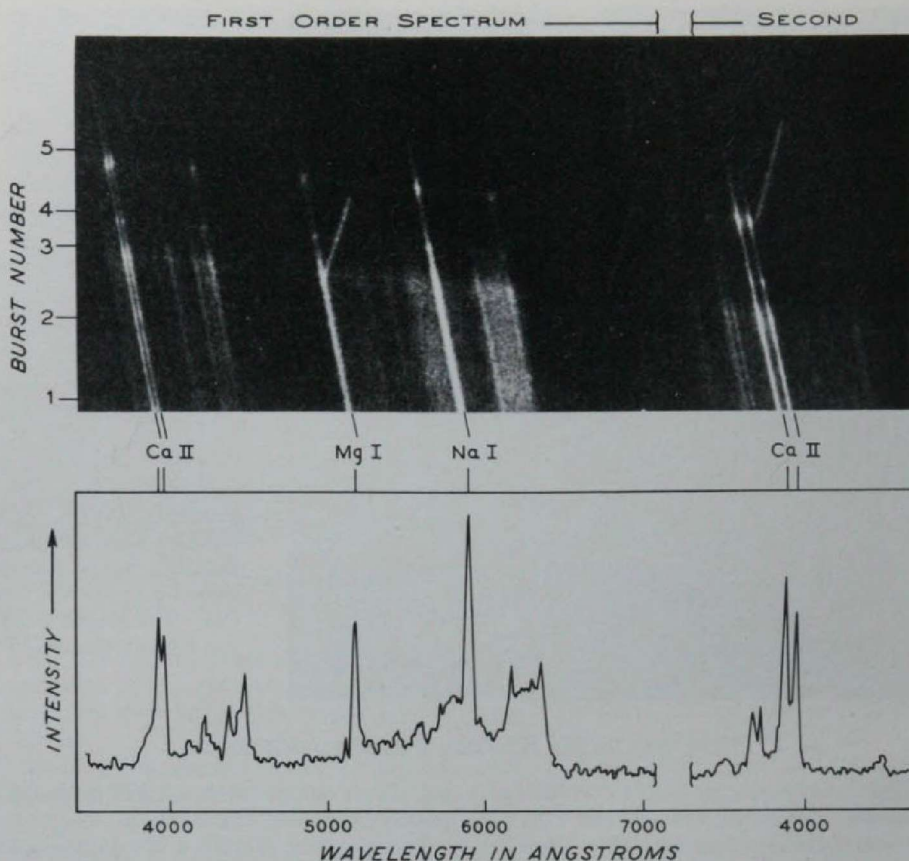 FIRST ORDER SPECTRUM SECOND
BURST NUMBER
5
4
3
2
1
Ca II Mg I Na I Ca II
INTENSITY
4000 5000 6000 7000 4000
WAVELENGTH IN ANGSTROMS